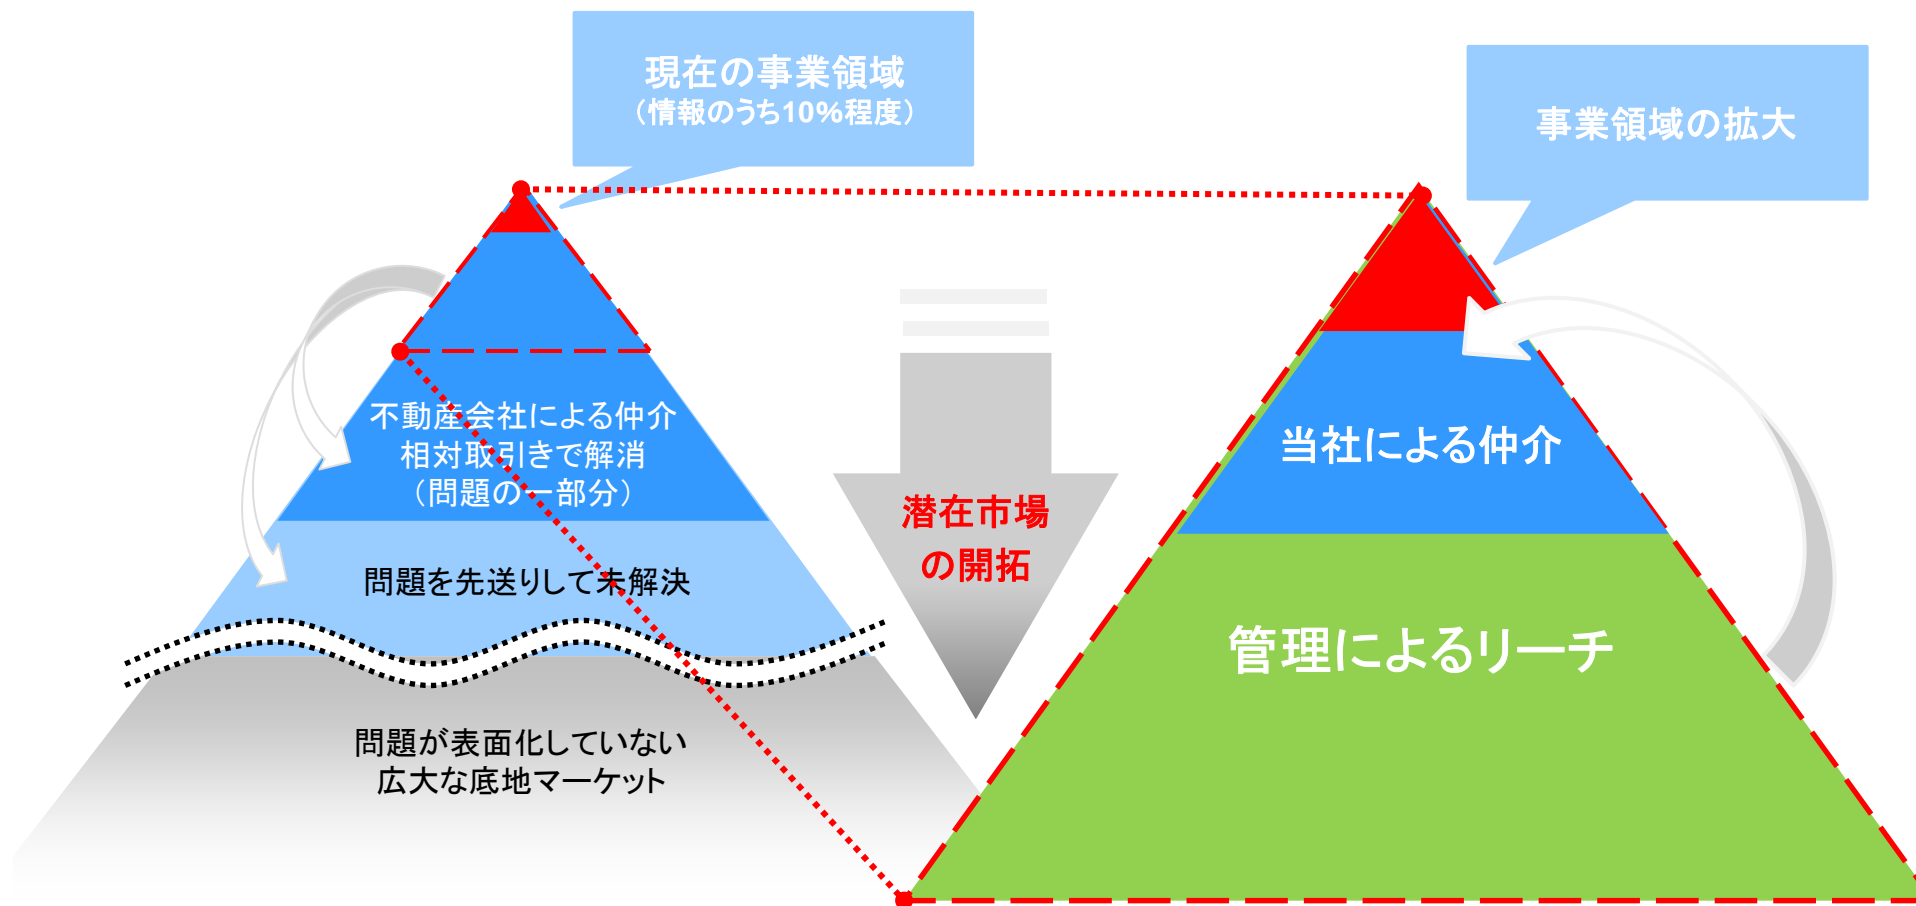 現在の事業領域
（情報のうち10%程度）
事業領域の拡大
不動産会社による仲介
相対取引きで解消
（問題の一部分）
問題を先送りして未解決
問題が表面化していない
広大な底地マーケット
潜在市場
の開拓
当社による仲介
管理によるリーチ